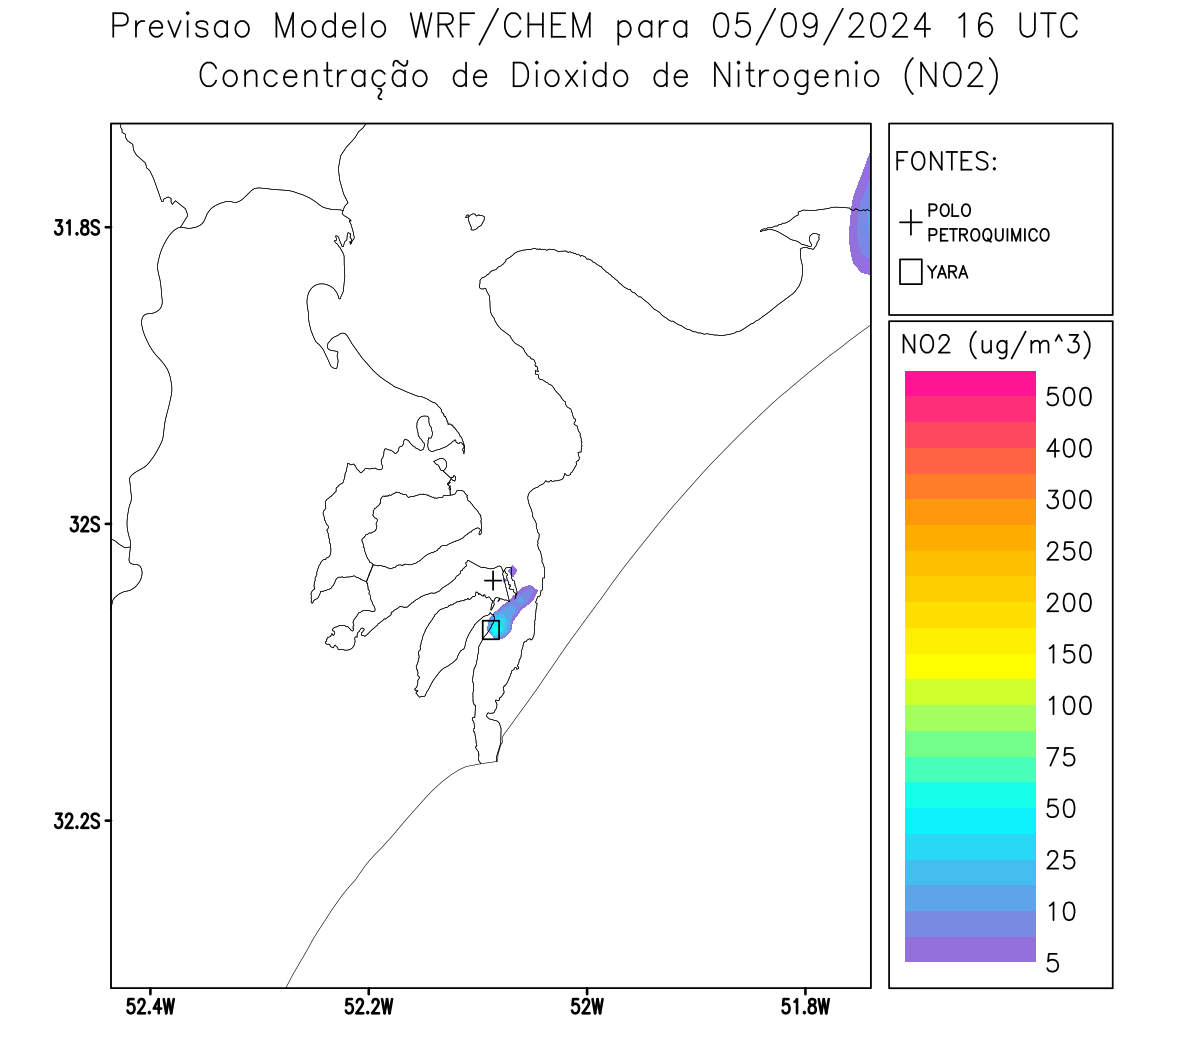 Previsao Modelo WRF/CHEM para 05/09/2024 16 UTC
Concentração de Dioxido de Nitrogenio (NO2)
FONTES:
POLO
PETROQUIMICO
YARA
NO2 (ug/m^3)
500
400
300
250
200
150
100
75
50
25
10
5
31.8S
32S
32.2S
52.4W
52.2W
52W
51.8W